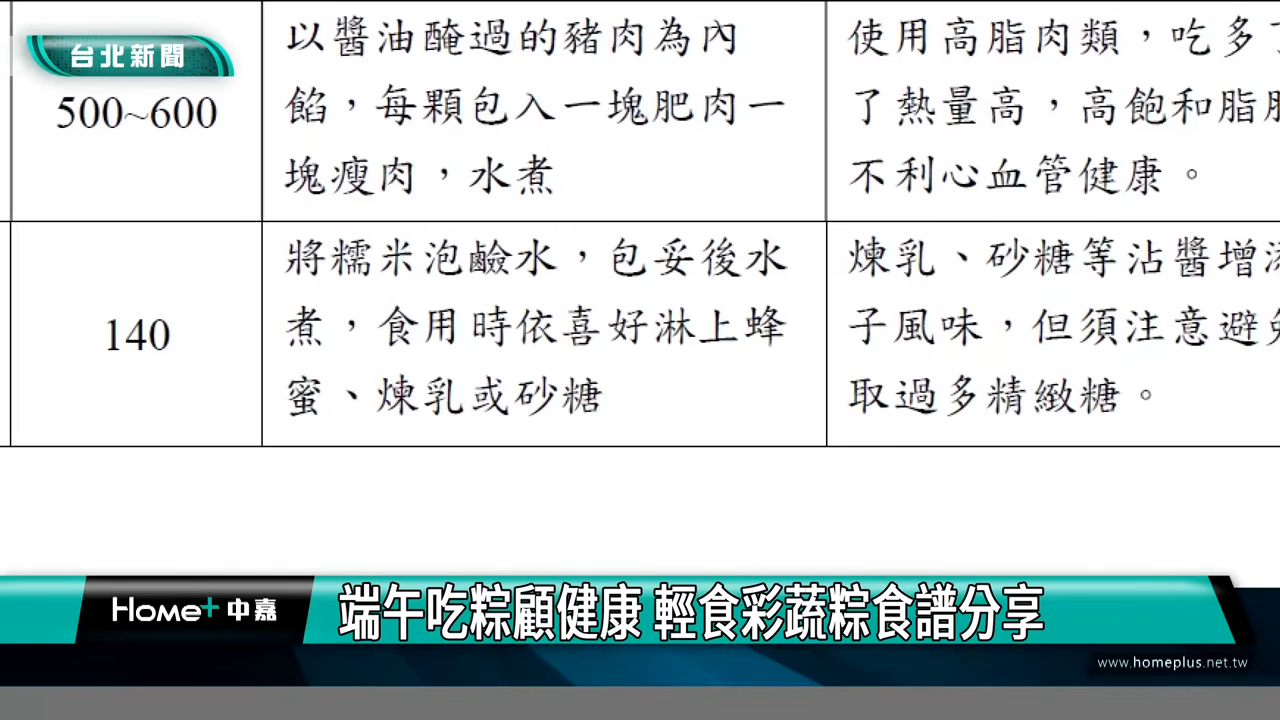 台北新聞
500~600
以醬油醃過的豬肉為內
餡，每顆包入一塊肥肉一
塊瘦肉，水煮
使用高脂肉類，吃多了
了熱量高，高飽和脂肪
不利心血管健康。
140
將糯米泡鹼水，包妥後水
煮，食用時依喜好淋上蜂
蜜、煉乳或砂糖
煉乳、砂糖等沾醬增添
子風味，但須注意避免
取過多精緻糖。
Home+中嘉
端午吃粽顧健康 輕食彩蔬粽食譜分享
www.homeplus.net.tw